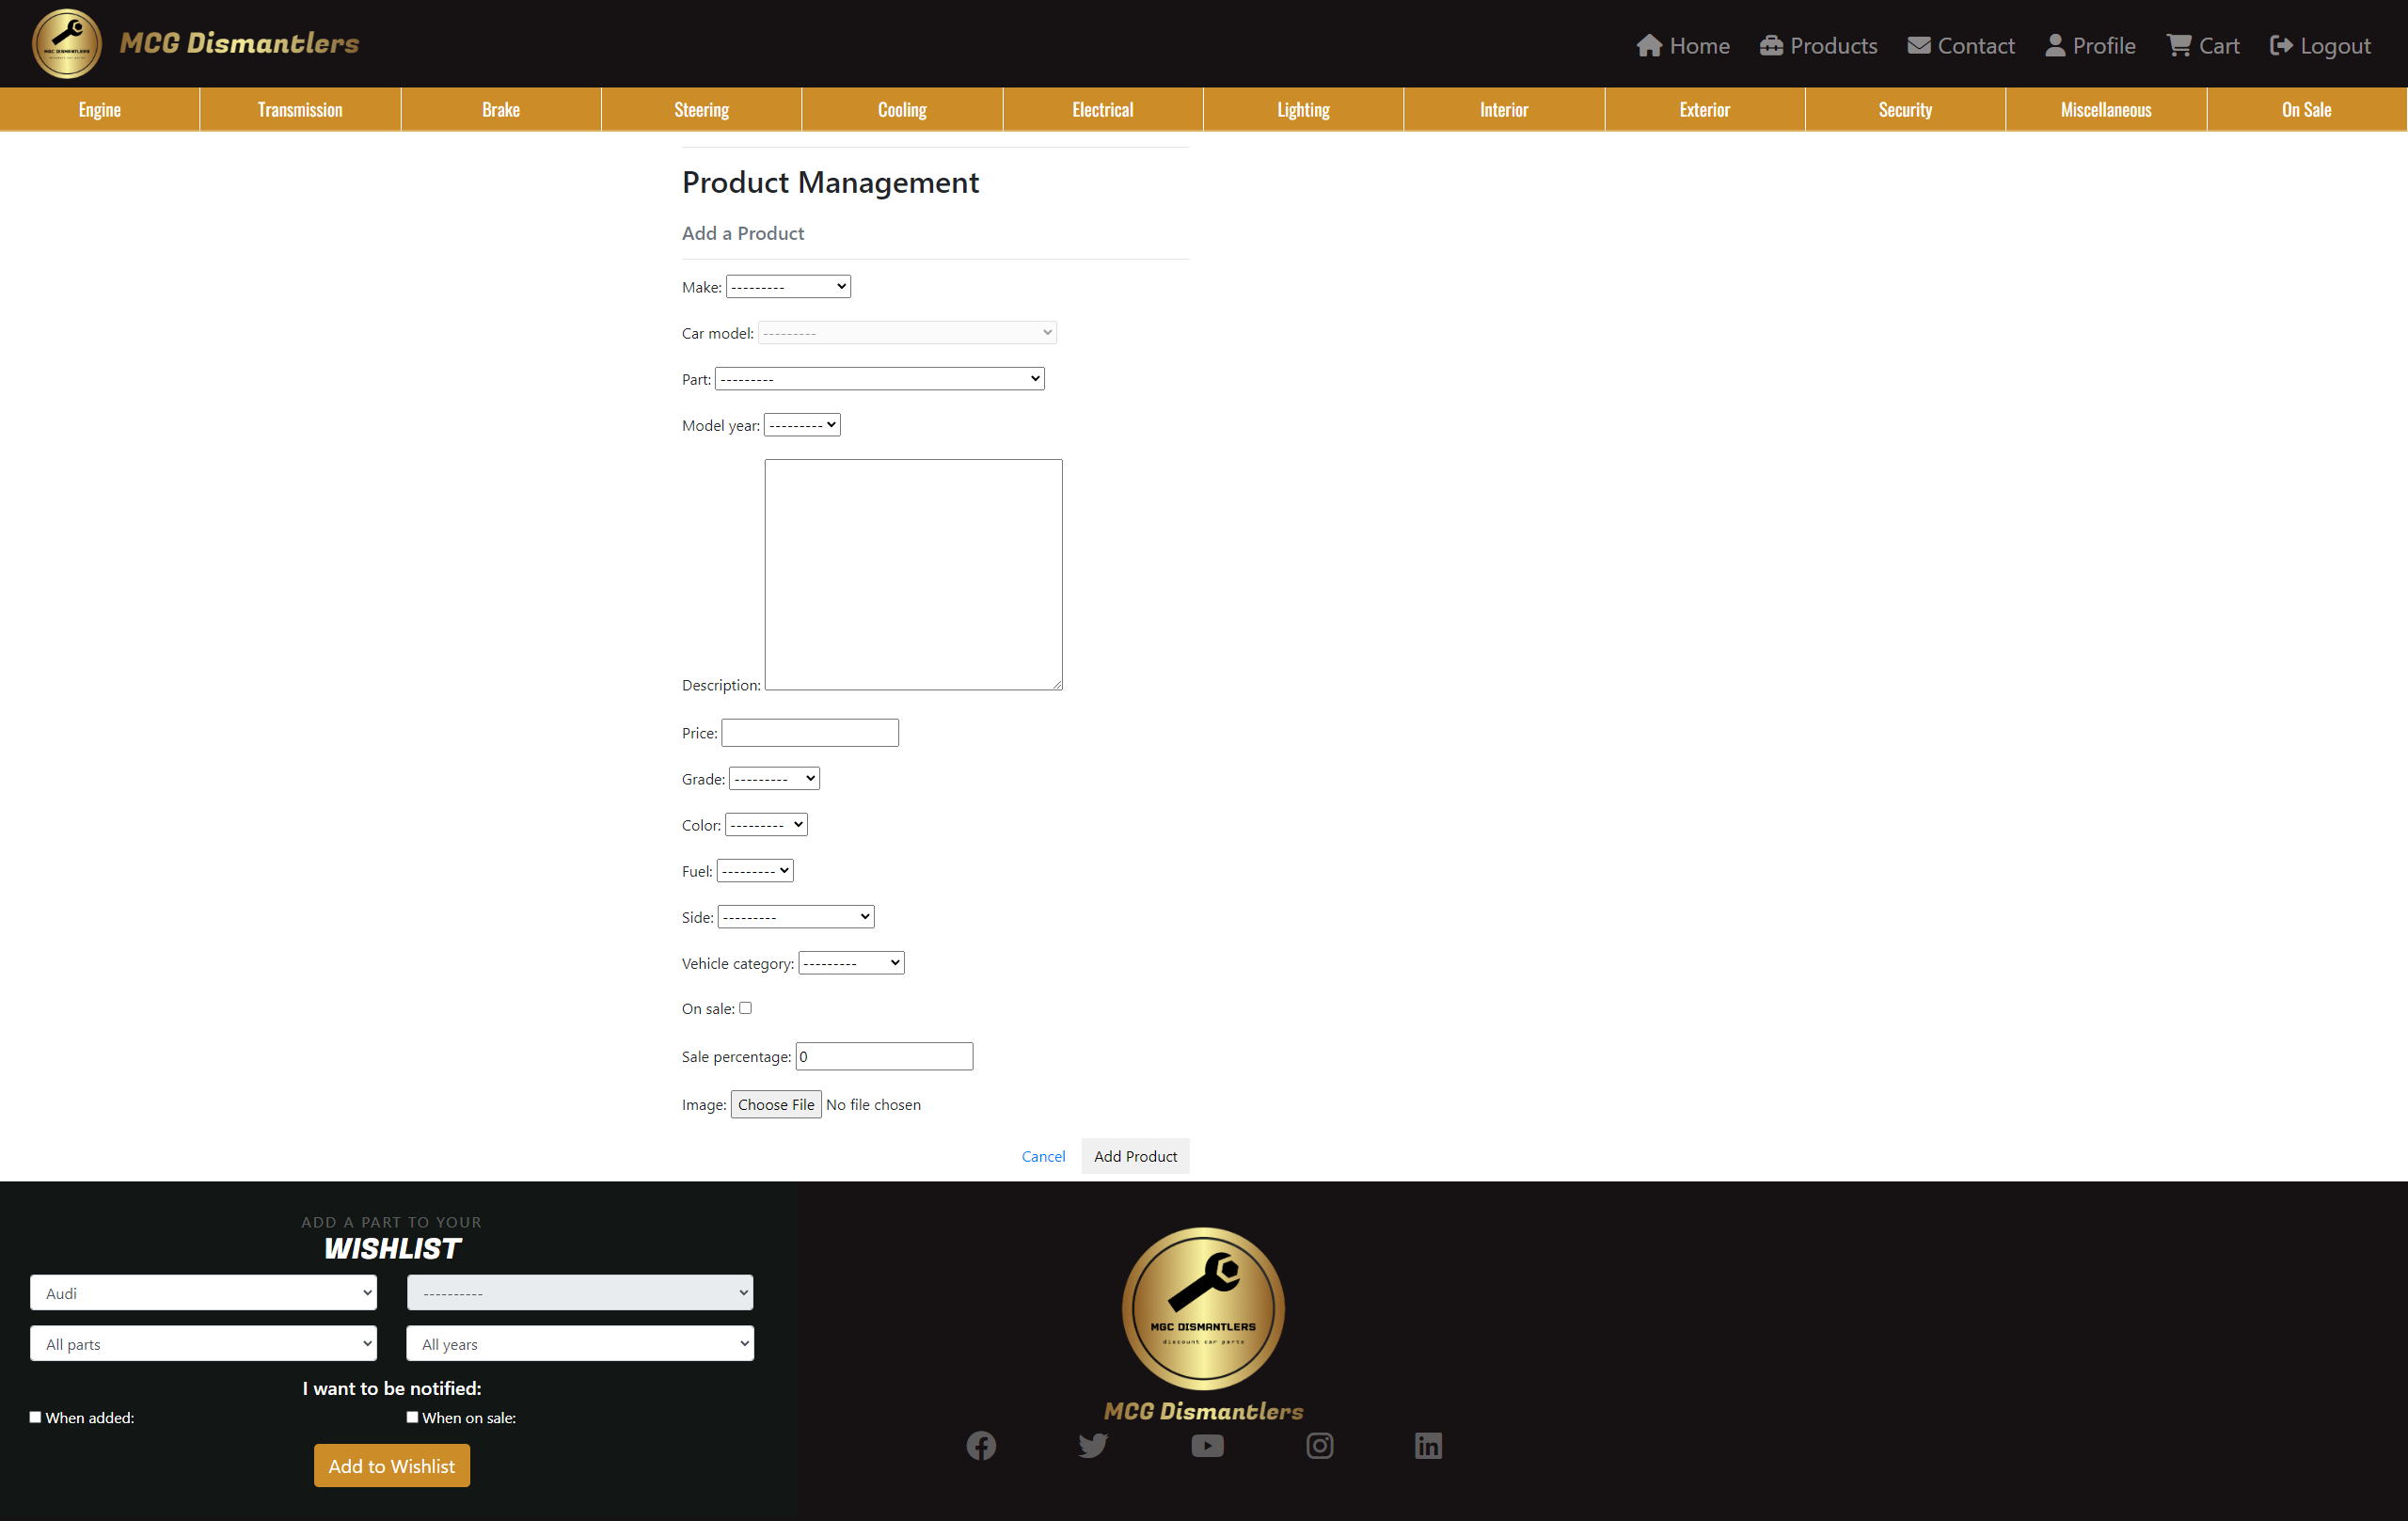 MGC DISMANTLERS
MCG Dismantlers
Home Products Contact Profile Cart Logout
Engine Transmission Brake Steering Cooling Electrical Lighting Interior Exterior Security Miscellaneous On Sale
Product Management
Add a Product
Make: ---------
Car model: ---------
Part: ---------
Model year: ---------
Description:
Price:
Grade: ---------
Color: ---------
Fuel: ---------
Side: ---------
Vehicle category: ---------
On sale:
Sale percentage: 0
Image: Choose File No file chosen
Cancel Add Product
ADD A PART TO YOUR
WISHLIST
Audi ----------
All parts All years
I want to be notified:
When added: When on sale:
Add to Wishlist
MGC DISMANTLERS
discount car parts
MCG Dismantlers